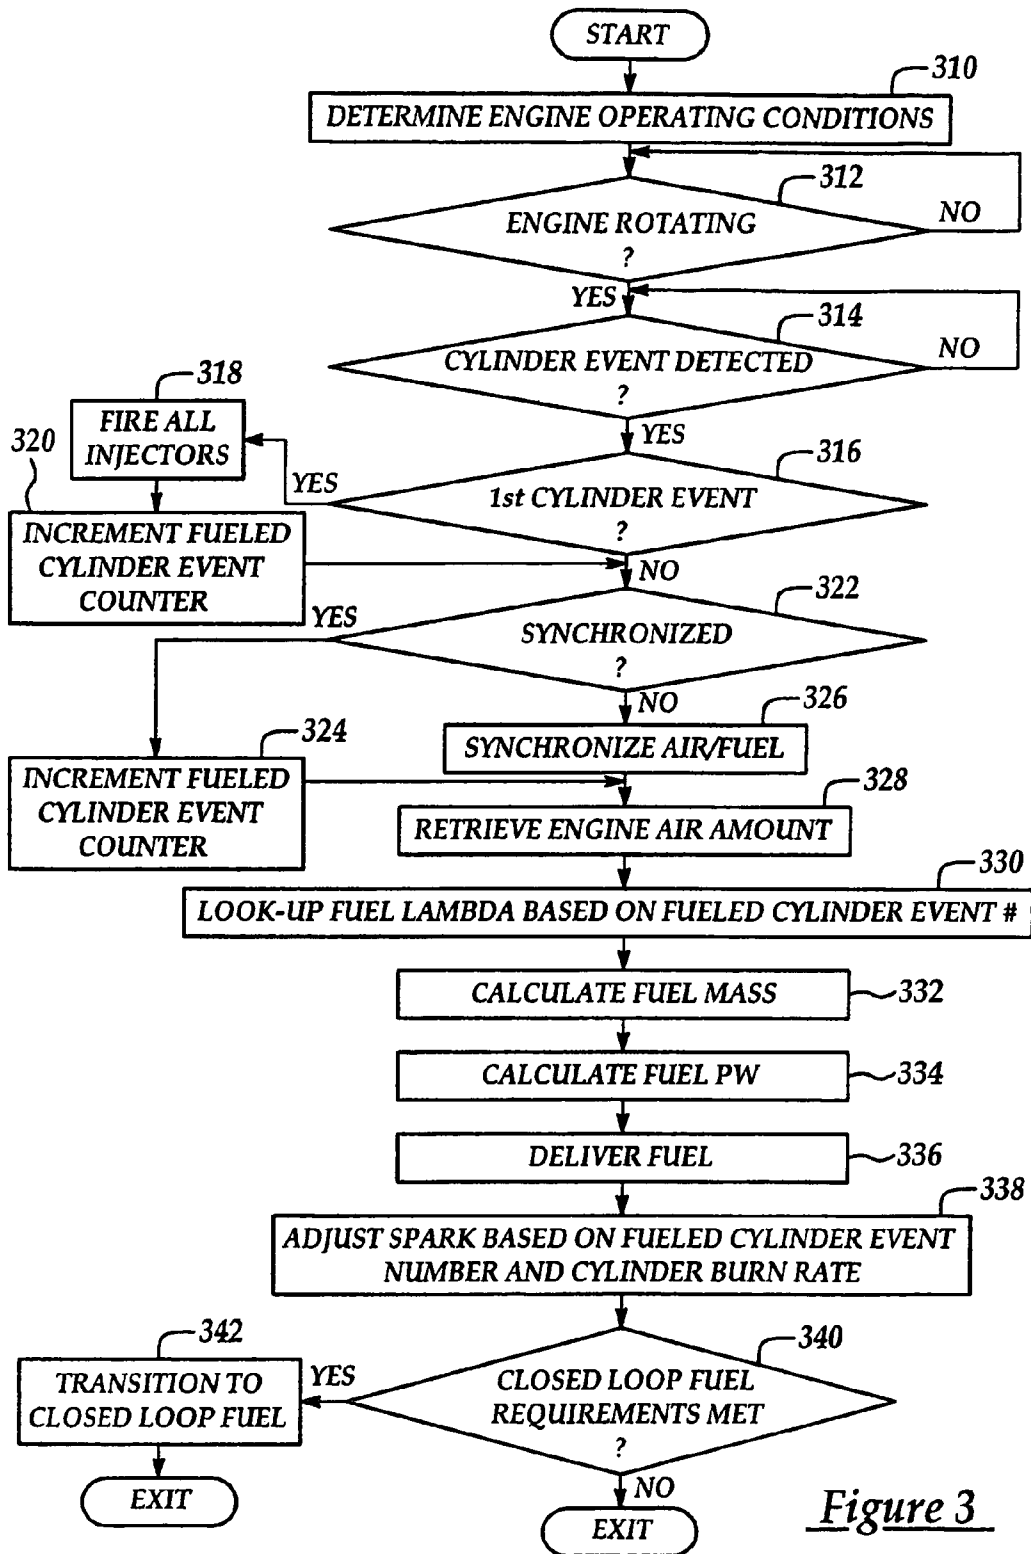 START
310
DETERMINE ENGINE OPERATING CONDITIONS
312
ENGINE ROTATING
?
NO
YES
314
CYLINDER EVENT DETECTED
?
NO
YES
318
FIRE ALL
INJECTORS
316
1st CYLINDER EVENT
?
YES
NO
320
INCREMENT FUELED
CYLINDER EVENT
COUNTER
322
SYNCHRONIZED
?
YES
NO
326
SYNCHRONIZE AIR/FUEL
324
INCREMENT FUELED
CYLINDER EVENT
COUNTER
328
RETRIEVE ENGINE AIR AMOUNT
330
LOOK-UP FUEL LAMBDA BASED ON FUELED CYLINDER EVENT #
CALCULATE FUEL MASS
332
CALCULATE FUEL PW
334
DELIVER FUEL
336
338
ADJUST SPARK BASED ON FUELED CYLINDER EVENT
NUMBER AND CYLINDER BURN RATE
340
CLOSED LOOP FUEL
REQUIREMENTS MET
?
YES
NO
342
TRANSITION TO
CLOSED LOOP FUEL
EXIT
EXIT
Figure 3